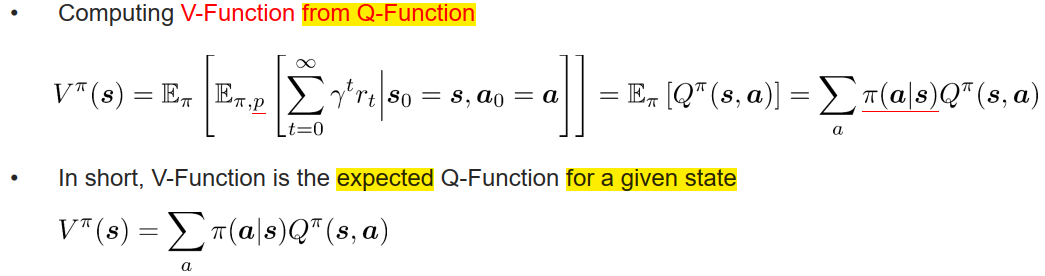 • Computing V-Function from Q-Function
$V^{\pi}(\boldsymbol{s}) = \mathbb{E}_{\pi}\left[\mathbb{E}_{\pi,\underline{p}}\left[\sum_{t=0}^{\infty} \gamma^t r_t \middle| \boldsymbol{s}_0 = \boldsymbol{s}, \boldsymbol{a}_0 = \boldsymbol{a}\right]\right] = \mathbb{E}_{\pi}\left[Q^{\pi}(\boldsymbol{s}, \boldsymbol{a})\right] = \sum_{a} \underline{\pi(\boldsymbol{a}|\boldsymbol{s})}Q^{\pi}(\boldsymbol{s}, \boldsymbol{a})$
• In short, V-Function is the expected Q-Function for a given state
$V^{\pi}(\boldsymbol{s}) = \sum_{a} \pi(\boldsymbol{a}|\boldsymbol{s})Q^{\pi}(\boldsymbol{s}, \boldsymbol{a})$